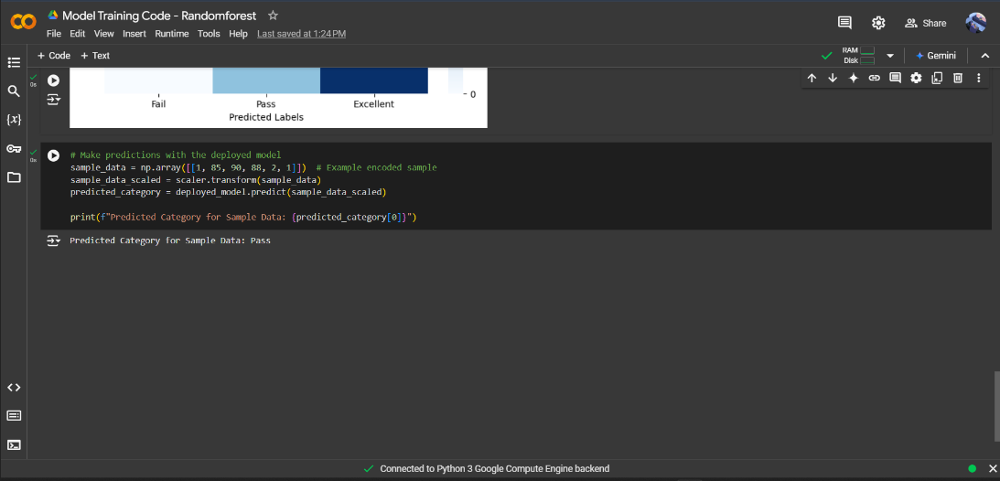 Model Training Code - Randomforest
File Edit View Insert Runtime Tools Help Last saved at 1:24 PM
Share
+ Code + Text
RAM
Disk
Gemini
0s
Fail Pass Excellent
0
Predicted Labels
{x}
0s
# Make predictions with the deployed model
sample_data = np.array([[1, 85, 90, 88, 2, 1]])  # Example encoded sample
sample_data_scaled = scaler.transform(sample_data)
predicted_category = deployed_model.predict(sample_data_scaled)
print(f"Predicted Category for Sample Data: {predicted_category[0]}")
Predicted Category for Sample Data: Pass
Connected to Python 3 Google Compute Engine backend